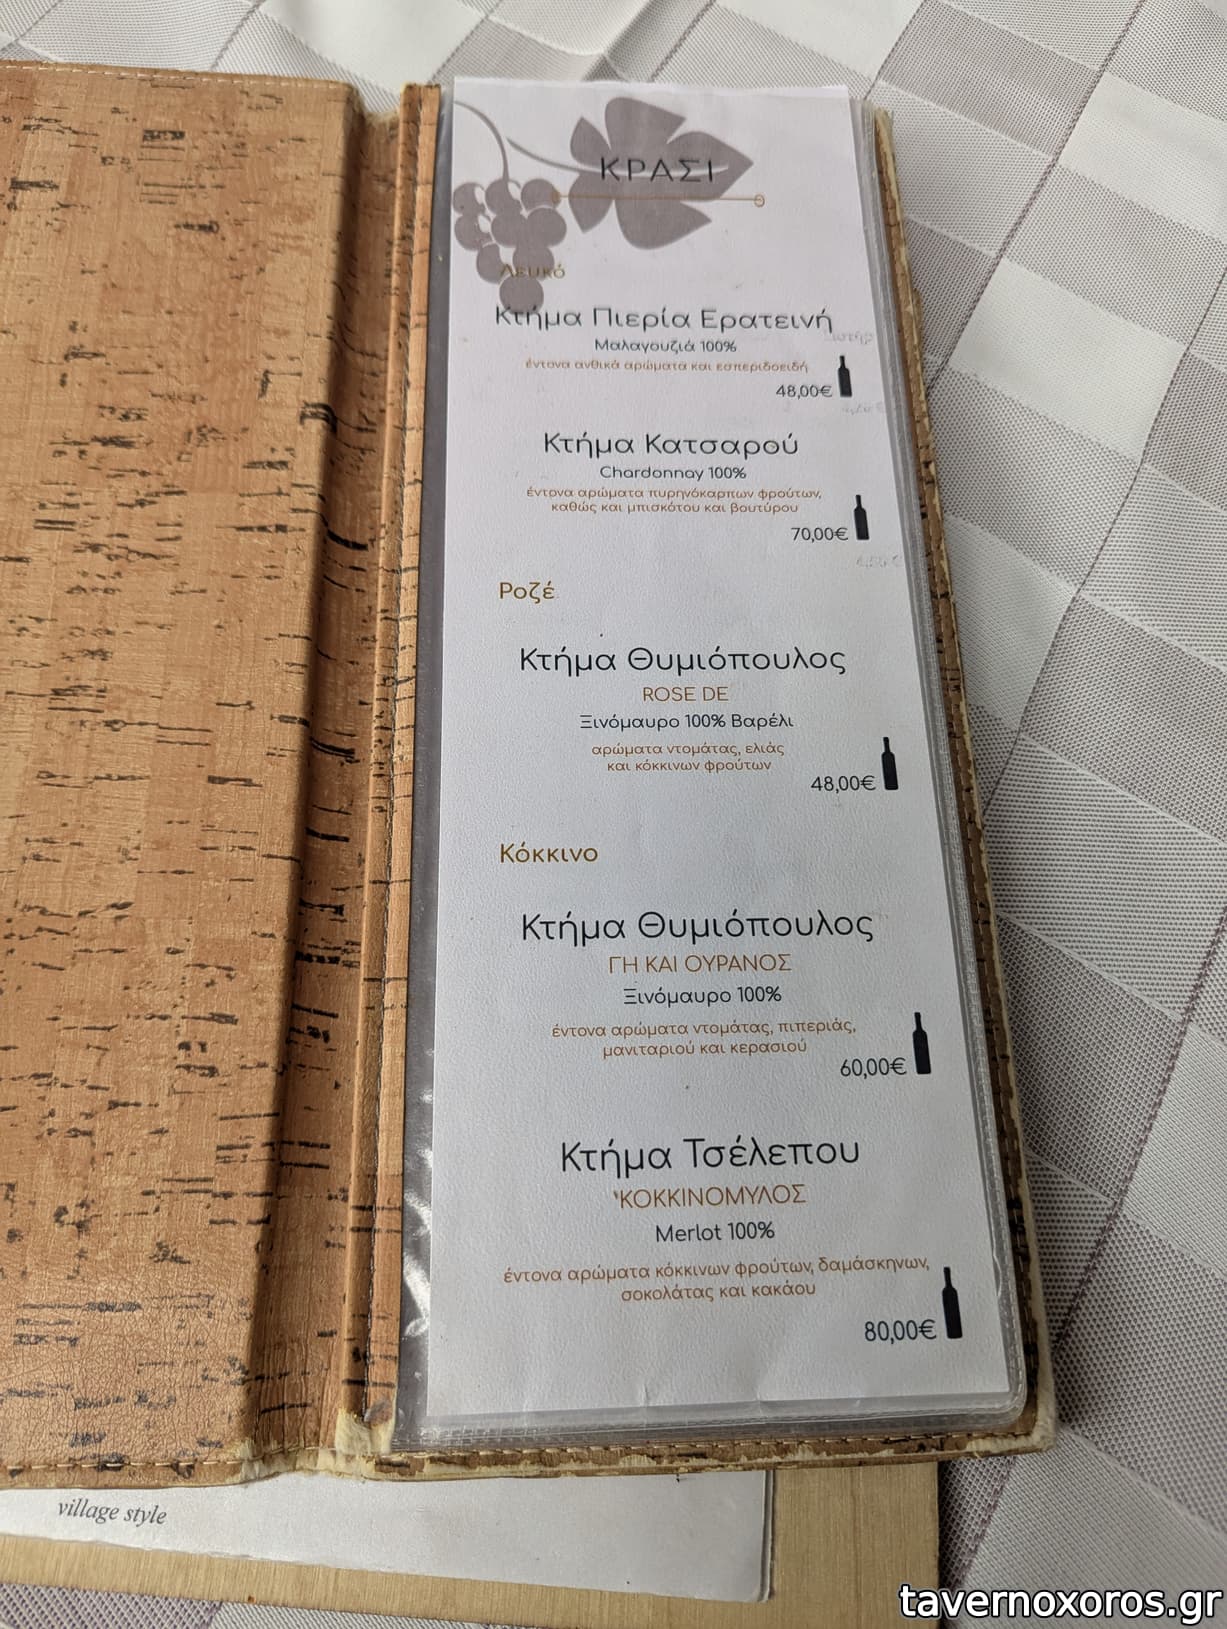 ΚΡΑΣΙ
Λευκό
Κτήμα Πιερία Ερατεινή
Μαλαγουζιά 100%
έντονα ανθικά αρώματα και εσπεριδοειδή
48,00€
Κτήμα Κατσαρού
Chardonnay 100%
έντονα αρώματα πυρηνόκαρπων φρούτων,
καθώς και μπισκότου και βουτύρου
70,00€
Ροζέ
Κτήμα Θυμιόπουλος
ROSE DE
Ξινόμαυρο 100% Βαρέλι
αρώματα ντομάτας, ελιάς
και κόκκινων φρούτων
48,00€
Κόκκινο
Κτήμα Θυμιόπουλος
ΓΗ ΚΑΙ ΟΥΡΑΝΟΣ
Ξινόμαυρο 100%
έντονα αρώματα ντομάτας, πιπεριάς,
μανιταριού και κερασιού
60,00€
Κτήμα Τσέλεπου
'ΚΟΚΚΙΝΟΜΥΛΟΣ
Merlot 100%
έντονα αρώματα κόκκινων φρούτων, δαμάσκηνων,
σοκολάτας και κακάου
80,00€
village style
tavernoxoros.gr